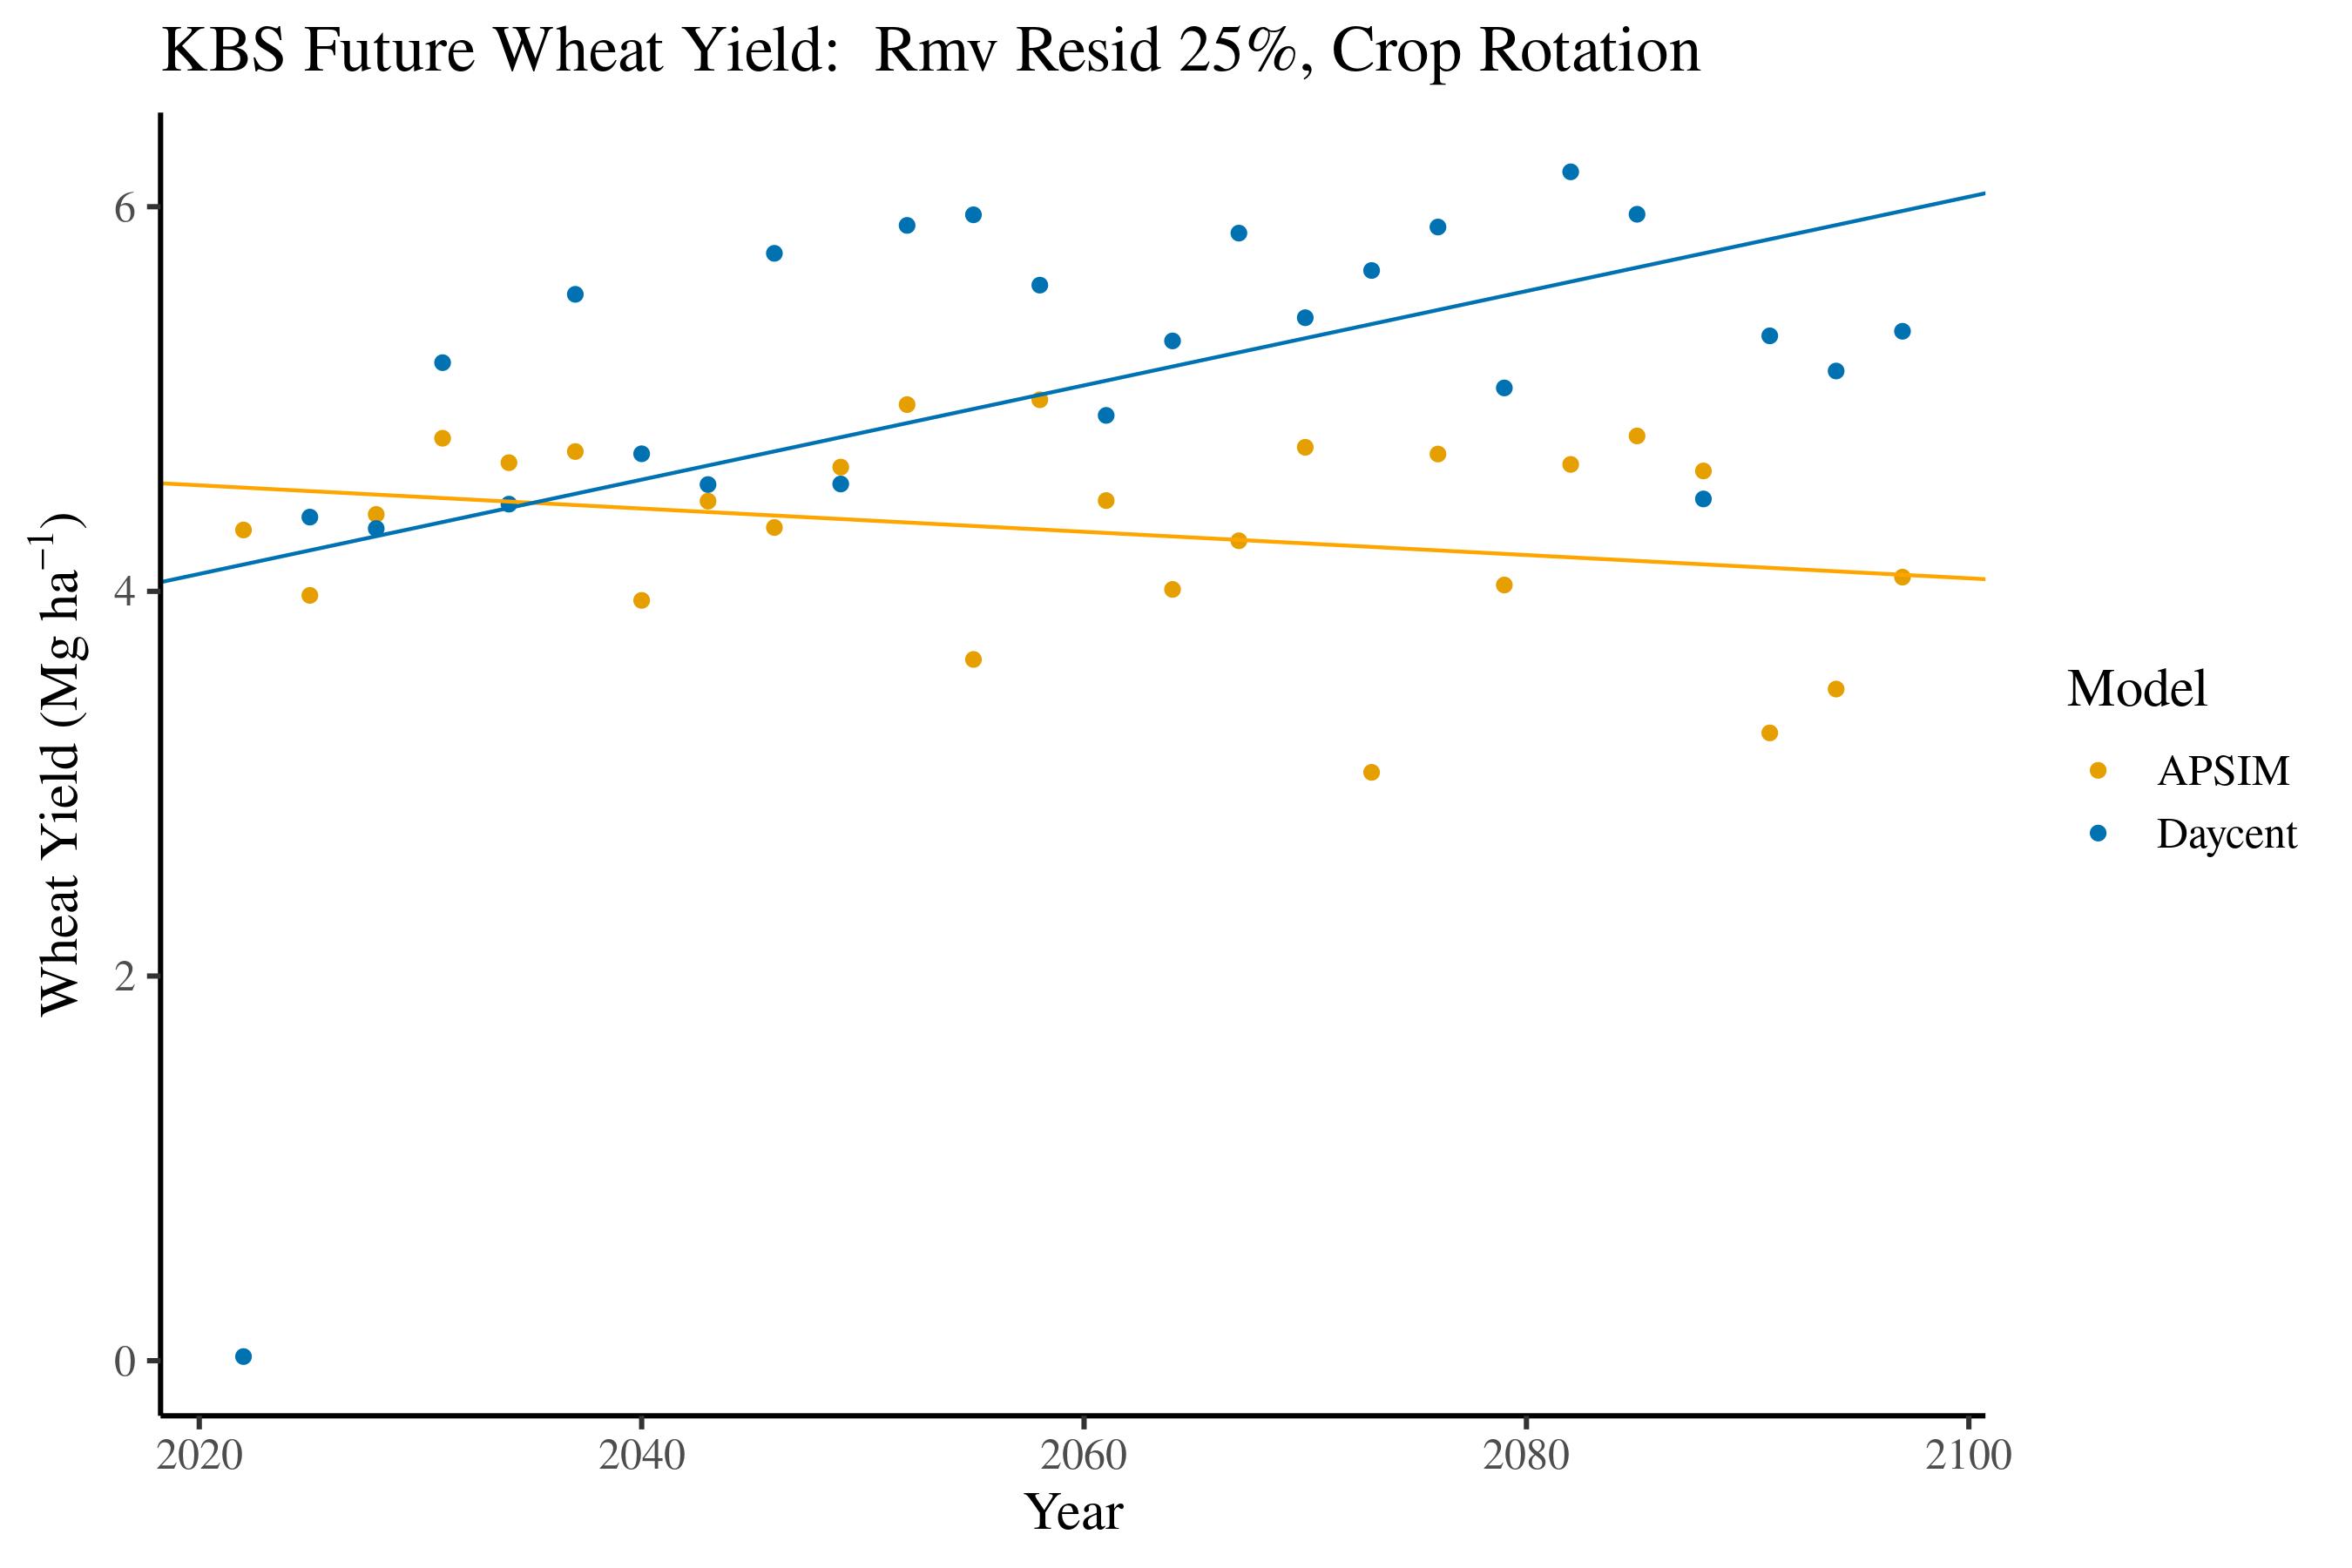 KBS Future Wheat Yield:  Rmv Resid 25%, Crop Rotation
Wheat Yield (Mg ha⁻¹)
6
4
2
0
2020 2040 2060 2080 2100
Year
Model
APSIM
Daycent